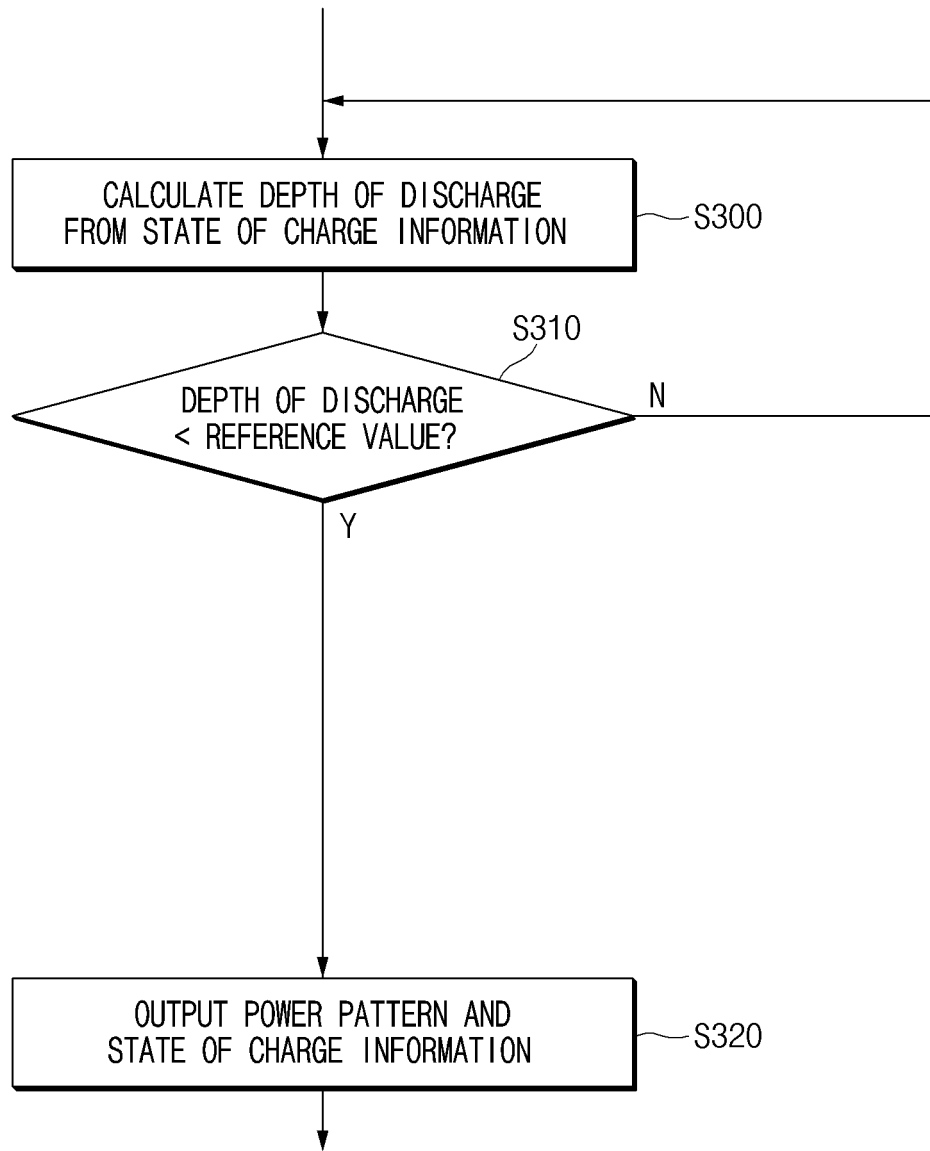 CALCULATE DEPTH OF DISCHARGE
FROM STATE OF CHARGE INFORMATION
S300
S310
DEPTH OF DISCHARGE
< REFERENCE VALUE?
N
Y
OUTPUT POWER PATTERN AND
STATE OF CHARGE INFORMATION
S320